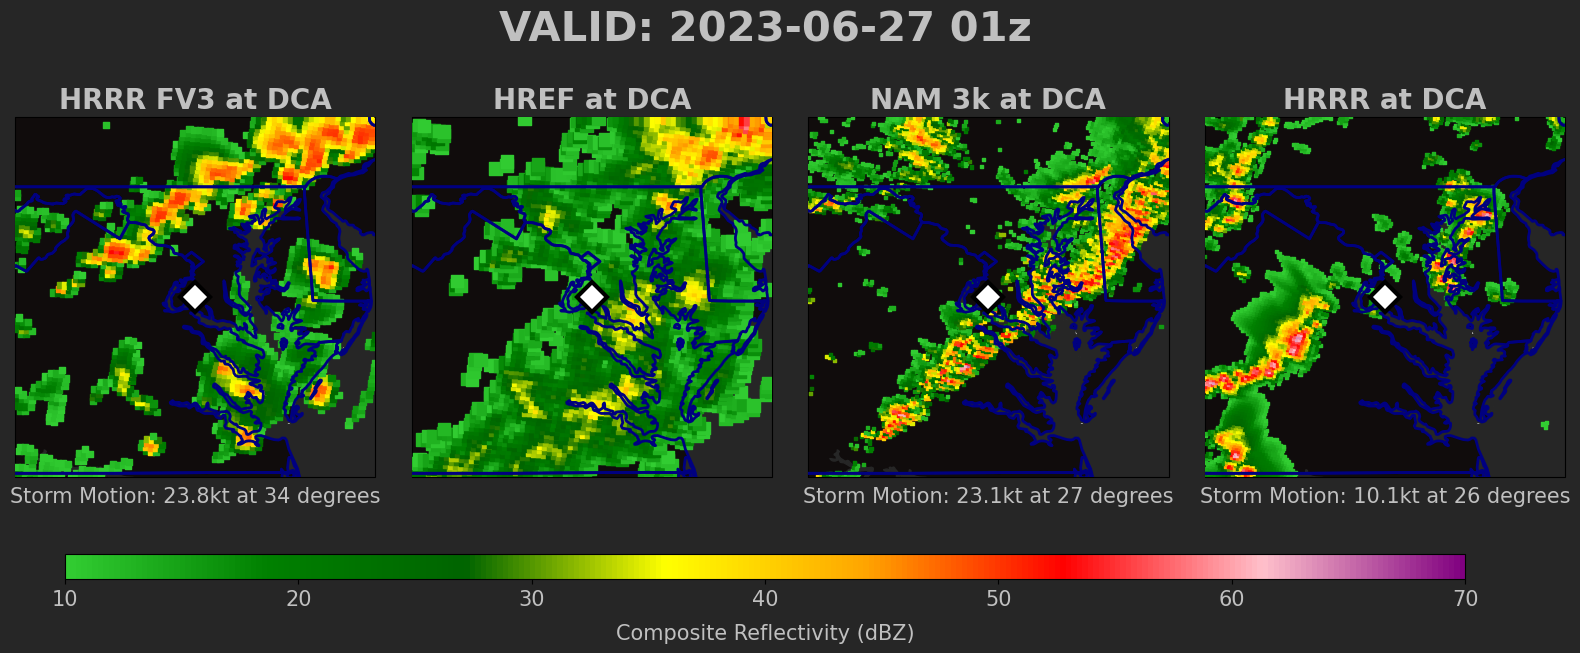 VALID: 2023-06-27 01z
HRRR FV3 at DCA
HREF at DCA
NAM 3k at DCA
HRRR at DCA
Storm Motion: 23.8kt at 34 degrees
Storm Motion: 23.1kt at 27 degrees
Storm Motion: 10.1kt at 26 degrees
10 20 30 40 50 60 70
Composite Reflectivity (dBZ)